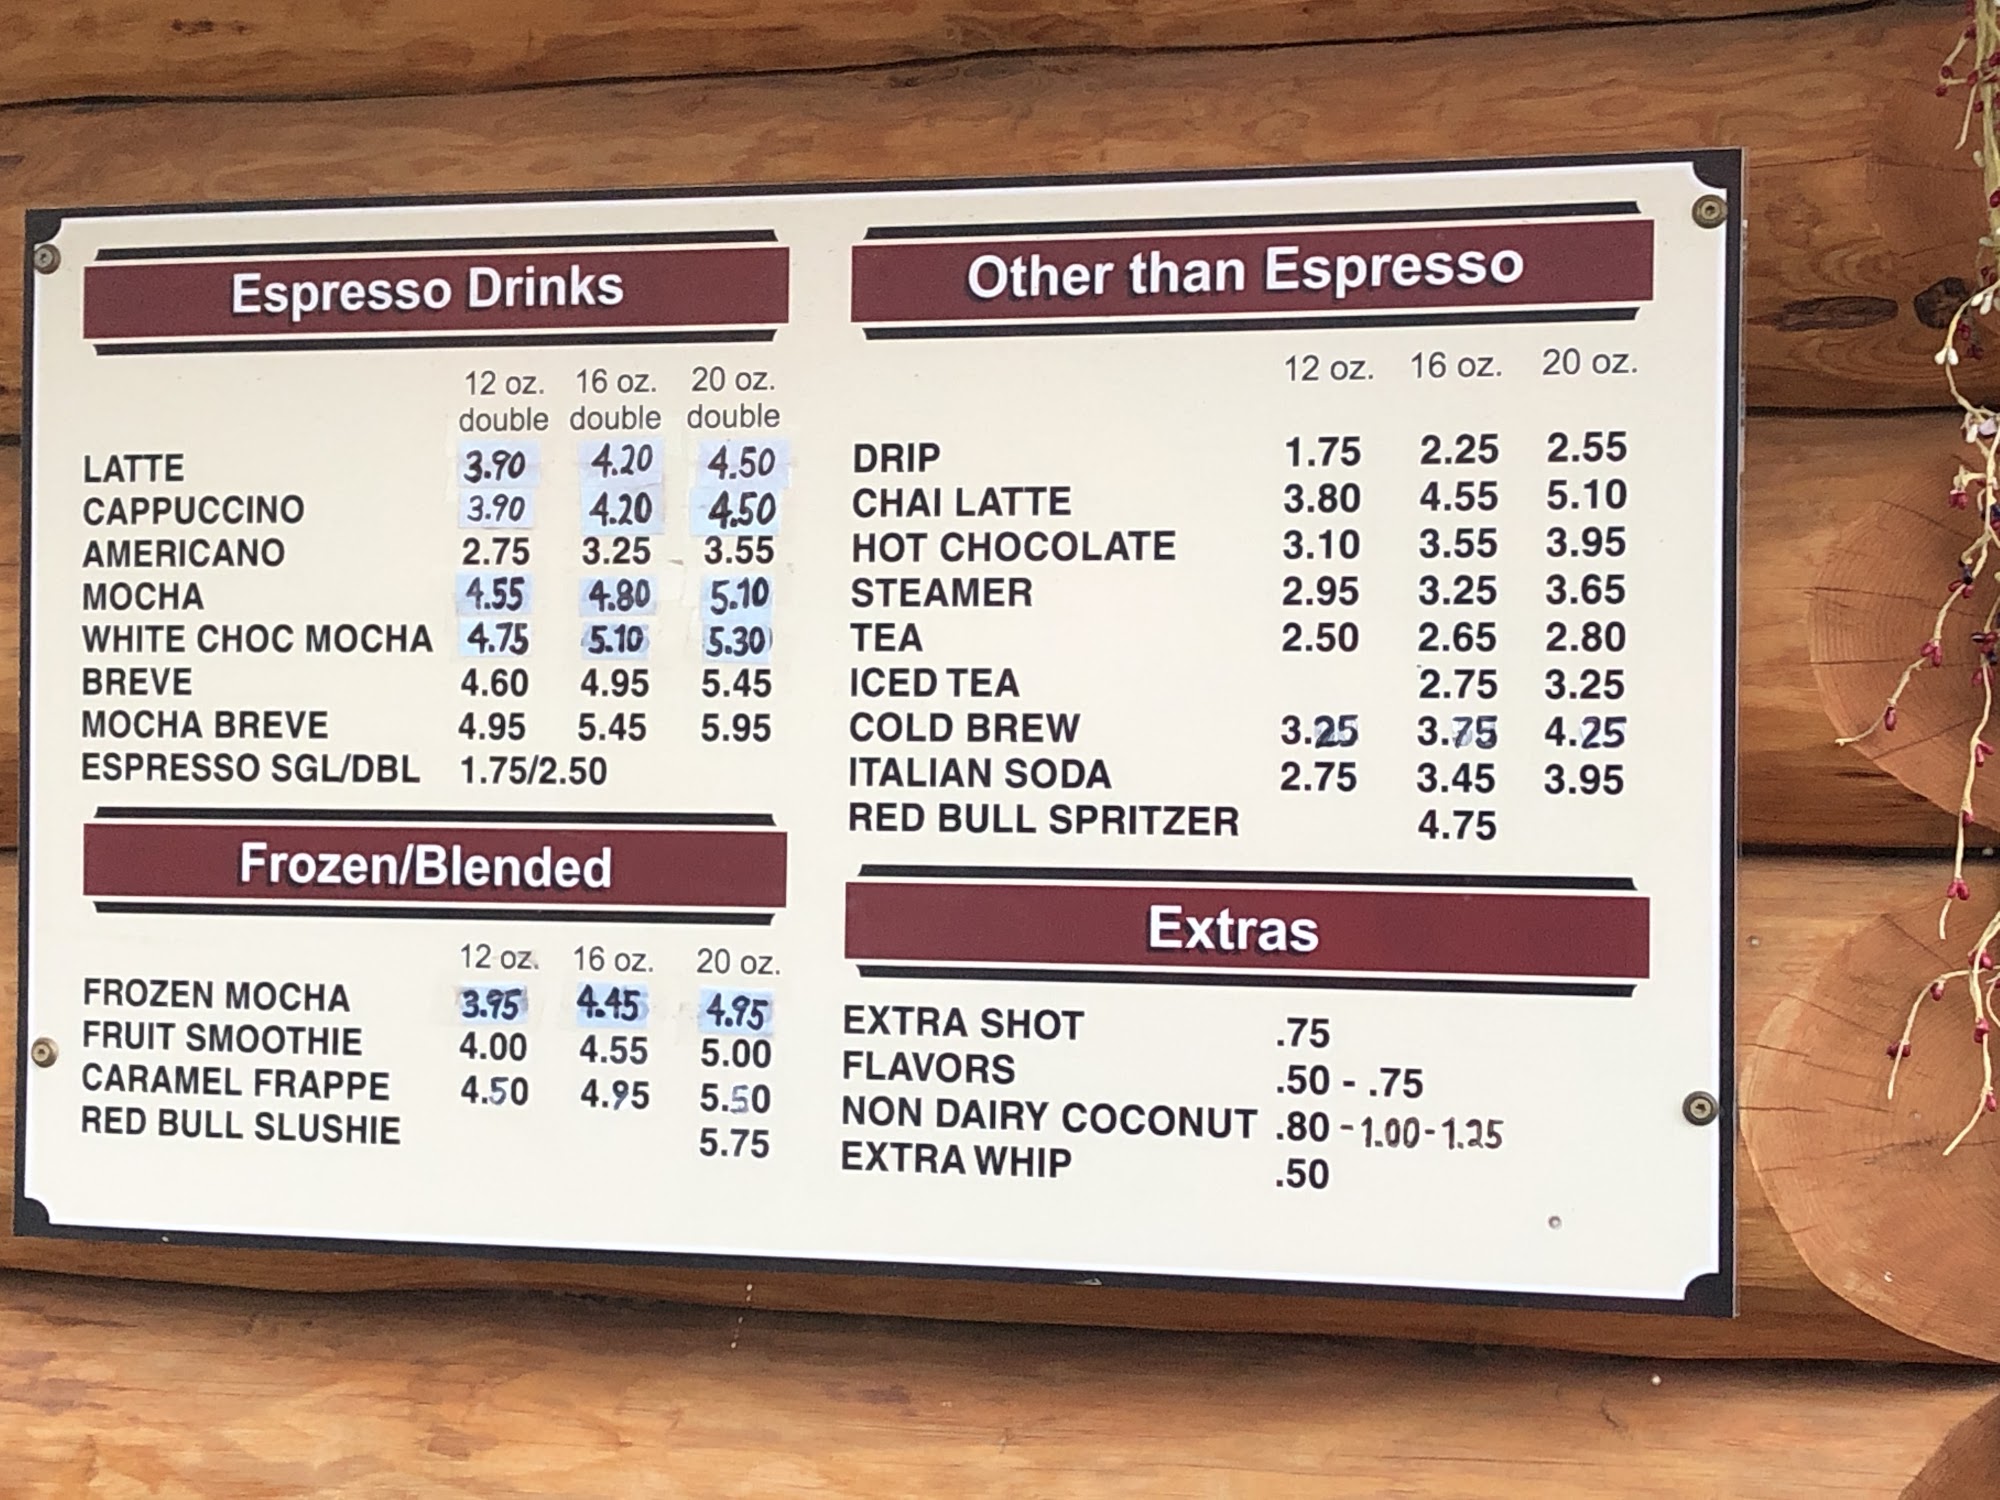 Espresso Drinks
12 oz. 16 oz. 20 oz.
double double double
LATTE 3.90 4.20 4.50
CAPPUCCINO 3.90 4.20 4.50
AMERICANO 2.75 3.25 3.55
MOCHA 4.55 4.80 5.10
WHITE CHOC MOCHA 4.75 5.10 5.30
BREVE 4.60 4.95 5.45
MOCHA BREVE 4.95 5.45 5.95
ESPRESSO SGL/DBL 1.75/2.50
Frozen/Blended
12 oz. 16 oz. 20 oz.
FROZEN MOCHA 3.95 4.45 4.95
FRUIT SMOOTHIE 4.00 4.55 5.00
CARAMEL FRAPPE 4.50 4.95 5.50
RED BULL SLUSHIE 5.75
Other than Espresso
12 oz. 16 oz. 20 oz.
DRIP 1.75 2.25 2.55
CHAI LATTE 3.80 4.55 5.10
HOT CHOCOLATE 3.10 3.55 3.95
STEAMER 2.95 3.25 3.65
TEA 2.50 2.65 2.80
ICED TEA 2.75 3.25
COLD BREW 3.25 3.75 4.25
ITALIAN SODA 2.75 3.45 3.95
RED BULL SPRITZER 4.75
Extras
EXTRA SHOT .75
FLAVORS .50 - .75
NON DAIRY COCONUT .80 - 1.00 - 1.25
EXTRA WHIP .50